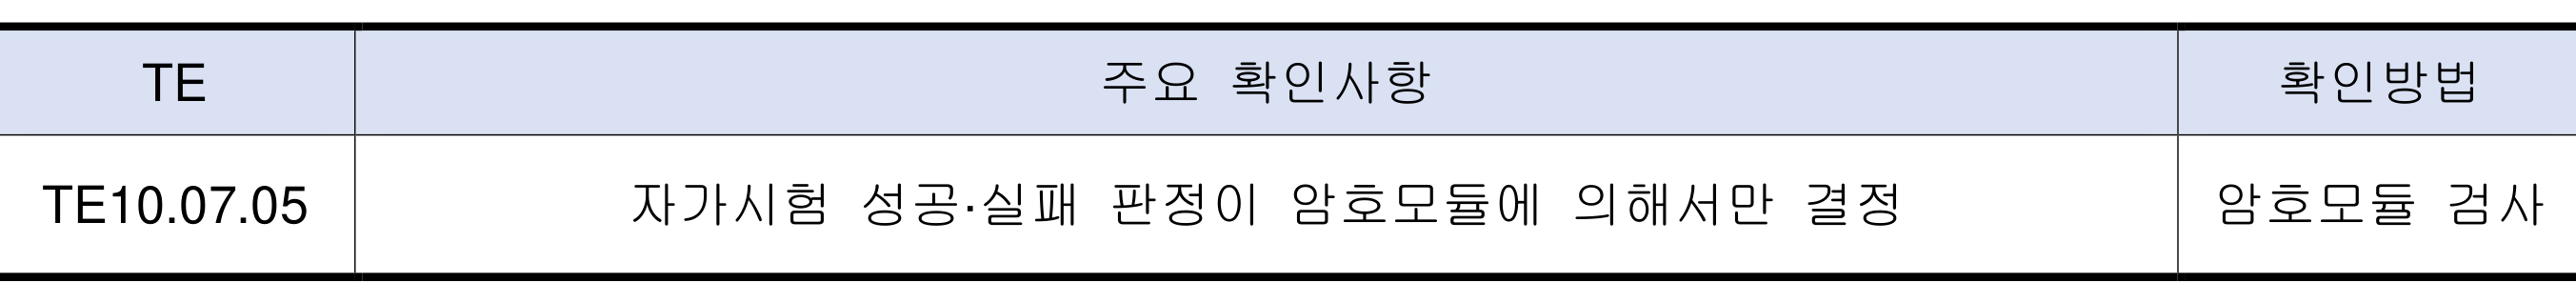 TE 주요 확인사항 확인방법
TE10.07.05 자가시험 성공·실패 판정이 암호모듈에 의해서만 결정 암호모듈 검사